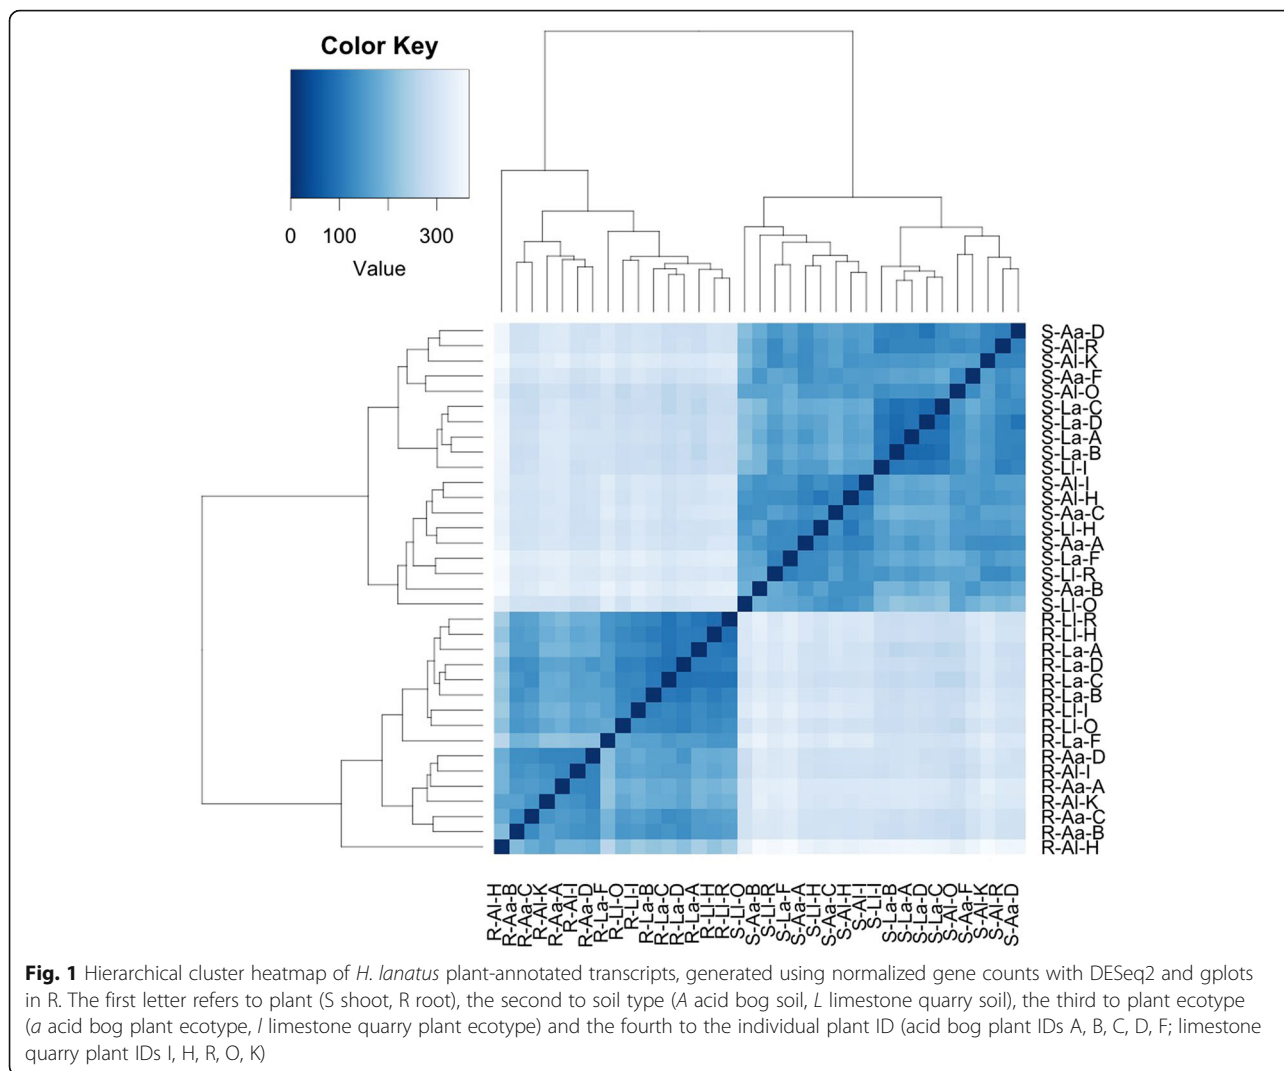 Color Key
0 100 300
Value
S-Aa-D
S-Al-R
S-Al-K
S-Aa-F
S-Al-O
S-La-C
S-La-D
S-La-A
S-La-B
S-Ll-I
S-Al-I
S-Al-H
S-Aa-C
S-Ll-H
S-Aa-A
S-La-F
S-Ll-R
S-Aa-B
S-Ll-O
R-Ll-R
R-Ll-H
R-La-A
R-La-D
R-La-C
R-La-B
R-Ll-I
R-Ll-O
R-La-F
R-Aa-D
R-Al-I
R-Aa-A
R-Al-K
R-Aa-C
R-Aa-B
R-Al-H
R-Al-H
R-Aa-B
R-Aa-C
R-Al-K
R-Aa-A
R-Al-I
R-Aa-D
R-La-F
R-Ll-O
R-Ll-I
R-La-B
R-La-C
R-La-D
R-La-A
R-Ll-H
R-Ll-R
S-Ll-O
S-Aa-B
S-Ll-R
S-La-F
S-Aa-A
S-Ll-H
S-Aa-C
S-Al-H
S-Al-I
S-Ll-I
S-La-B
S-La-A
S-La-D
S-La-C
S-Al-O
S-Aa-F
S-Al-K
S-Al-R
S-Aa-D
Fig. 1 Hierarchical cluster heatmap of H. lanatus plant-annotated transcripts, generated using normalized gene counts with DESeq2 and gplots
in R. The first letter refers to plant (S shoot, R root), the second to soil type (A acid bog soil, L limestone quarry soil), the third to plant ecotype
(a acid bog plant ecotype, l limestone quarry plant ecotype) and the fourth to the individual plant ID (acid bog plant IDs A, B, C, D, F; limestone
quarry plant IDs I, H, R, O, K)